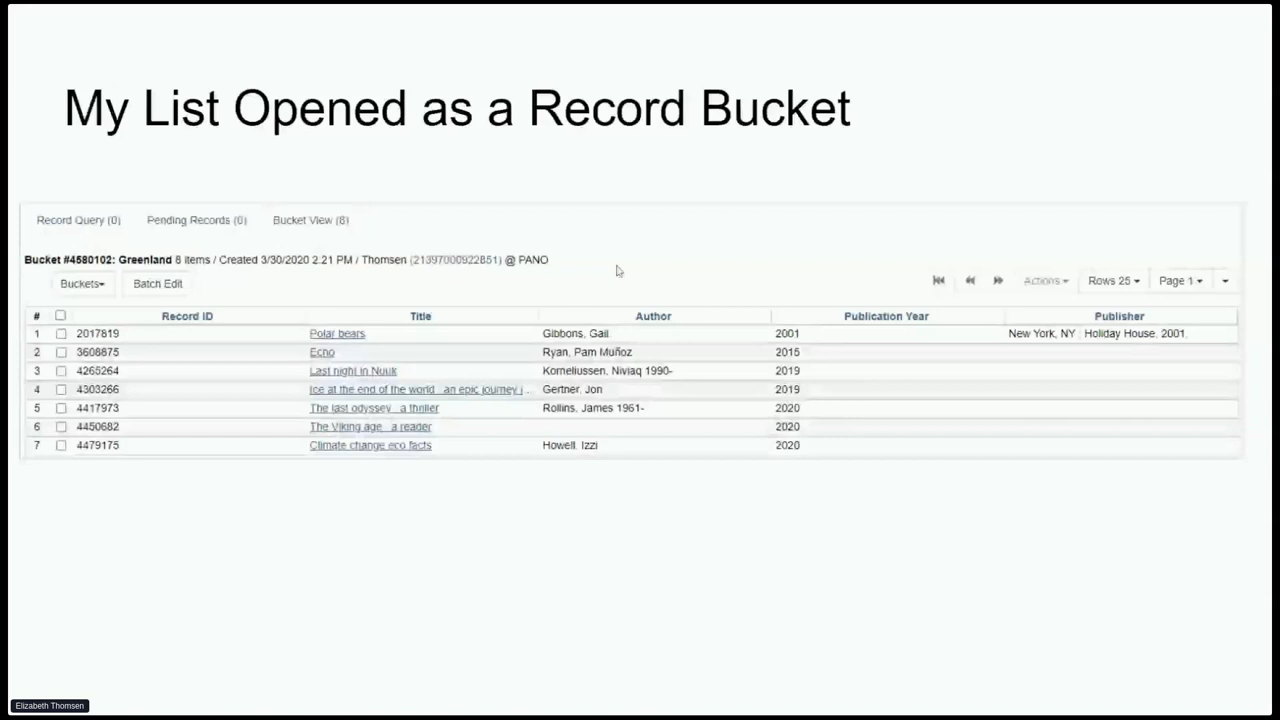 My List Opened as a Record Bucket
Record Query (0) Pending Records (0) Bucket View (8)
Bucket #4580102: Greenland 8 items / Created 3/30/2020 2:21 PM / Thomsen (21397000922851) @ PANO
Buckets Batch Edit Actions Rows 25 Page 1
# Record ID Title Author Publication Year Publisher
1 2017819 Polar bears Gibbons, Gail. 2001 New York, NY : Holiday House, 2001.
2 3608675 Echo Ryan, Pam Muñoz 2015
3 4265264 Last night in Nuuk Korneliussen, Niviaq 1990- 2019
4 4303266 Ice at the end of the world : an epic journey i... Gertner, Jon 2019
5 4417973 The last odyssey : a thriller Rollins, James 1961- 2020
6 4450682 The Viking age : a reader 2020
7 4479175 Climate change eco facts Howell, Izzi 2020
Elizabeth Thomsen